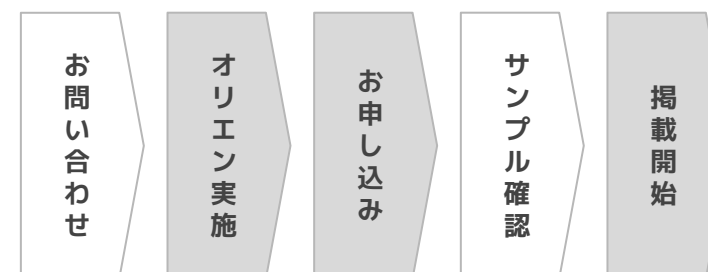 お問い合わせ
オリエン実施
お申し込み
サンプル確認
掲載開始